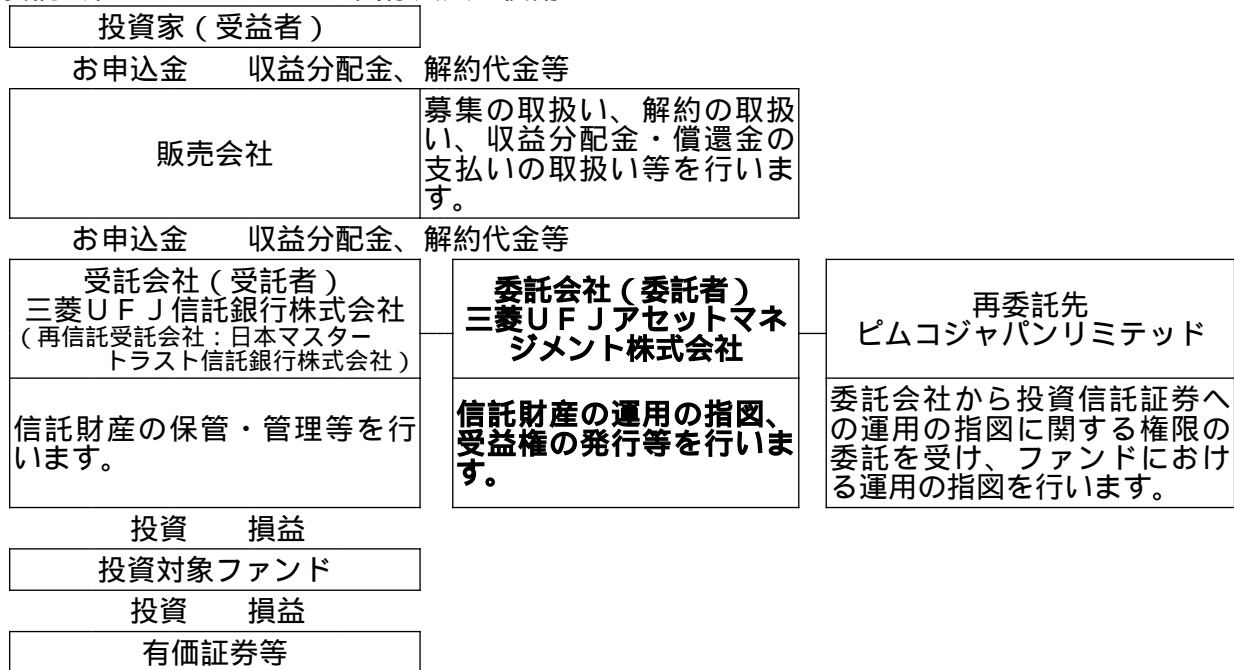 投資家（受益者）
お申込金　　収益分配金、解約代金等
販売会社
募集の取扱い、解約の取扱
い、収益分配金・償還金の
支払いの取扱い等を行いま
す。
お申込金　　収益分配金、解約代金等
受託会社（受託者）
三菱ＵＦＪ信託銀行株式会社
（再信託受託会社：日本マスター
トラスト信託銀行株式会社）
委託会社（委託者）
三菱ＵＦＪアセットマネ
ジメント株式会社
再委託先
ピムコジャパンリミテッド
信託財産の保管・管理等を行
います。
信託財産の運用の指図、
受益権の発行等を行いま
す。
委託会社から投資信託証券へ
の運用の指図に関する権限の
委託を受け、ファンドにおけ
る運用の指図を行います。
投資　　損益
投資対象ファンド
投資　　損益
有価証券等